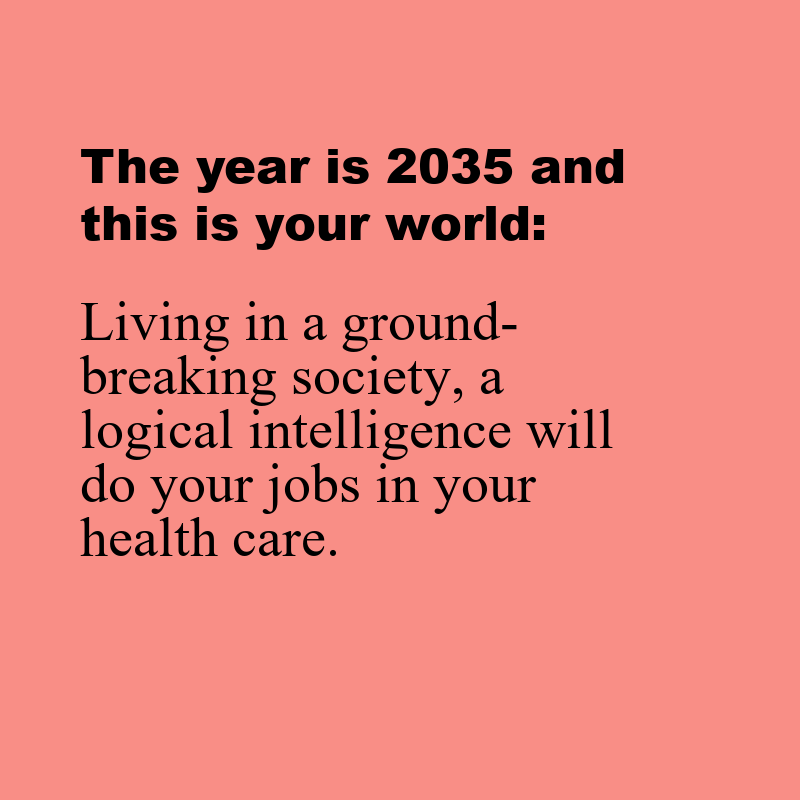 The year is 2035 and
this is your world:
Living in a ground-
breaking society, a
logical intelligence will
do your jobs in your
health care.